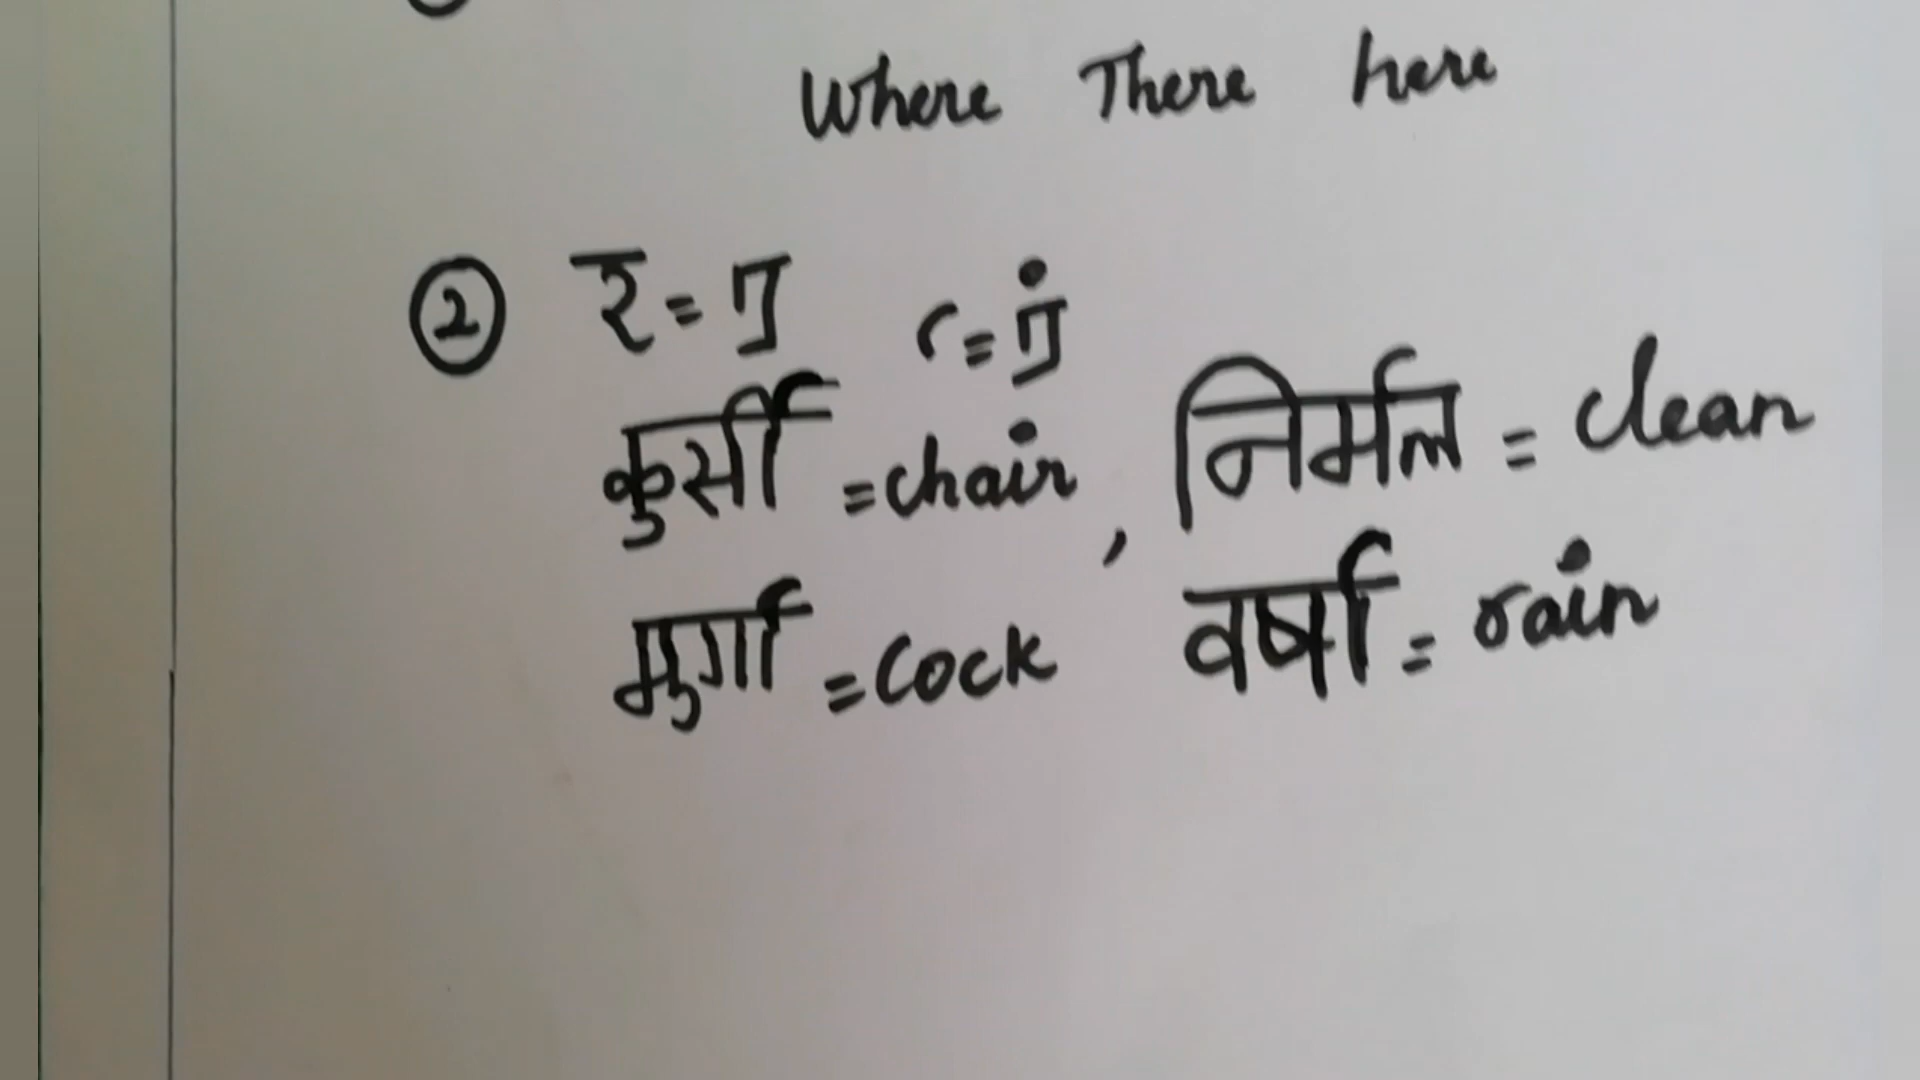 Where There here
② र = ர r = ர்
कुर्सी = chair, निर्मल = clean
मुर्गा = cock वर्षा = rain